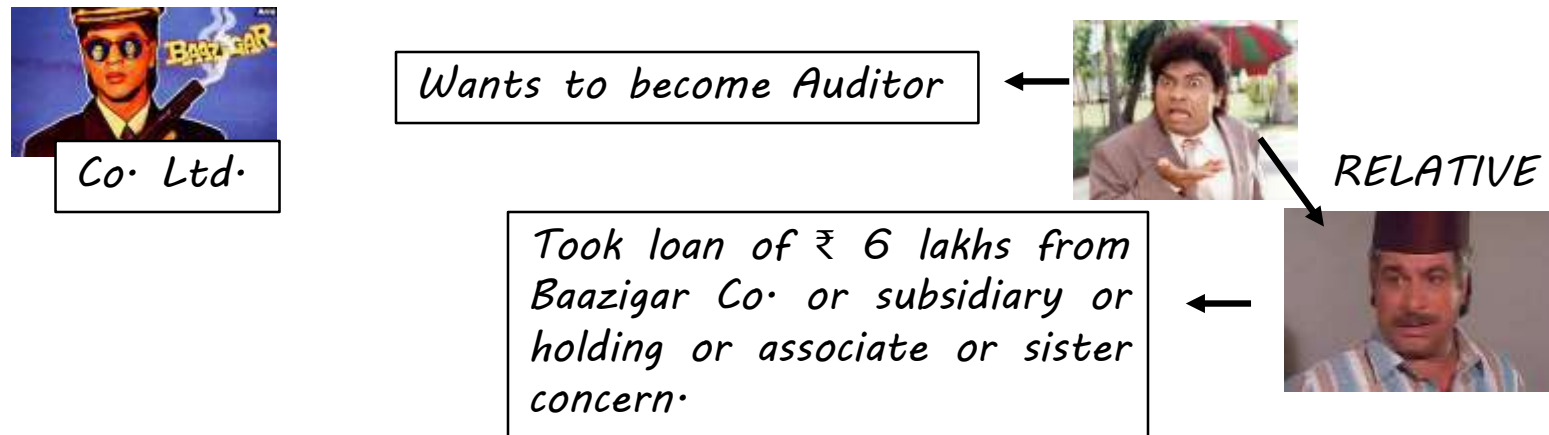 BAAZIGAR
Co. Ltd.
Wants to become Auditor
RELATIVE
Took loan of ₹ 6 lakhs from
Baazigar Co. or subsidiary or
holding or associate or sister
concern.